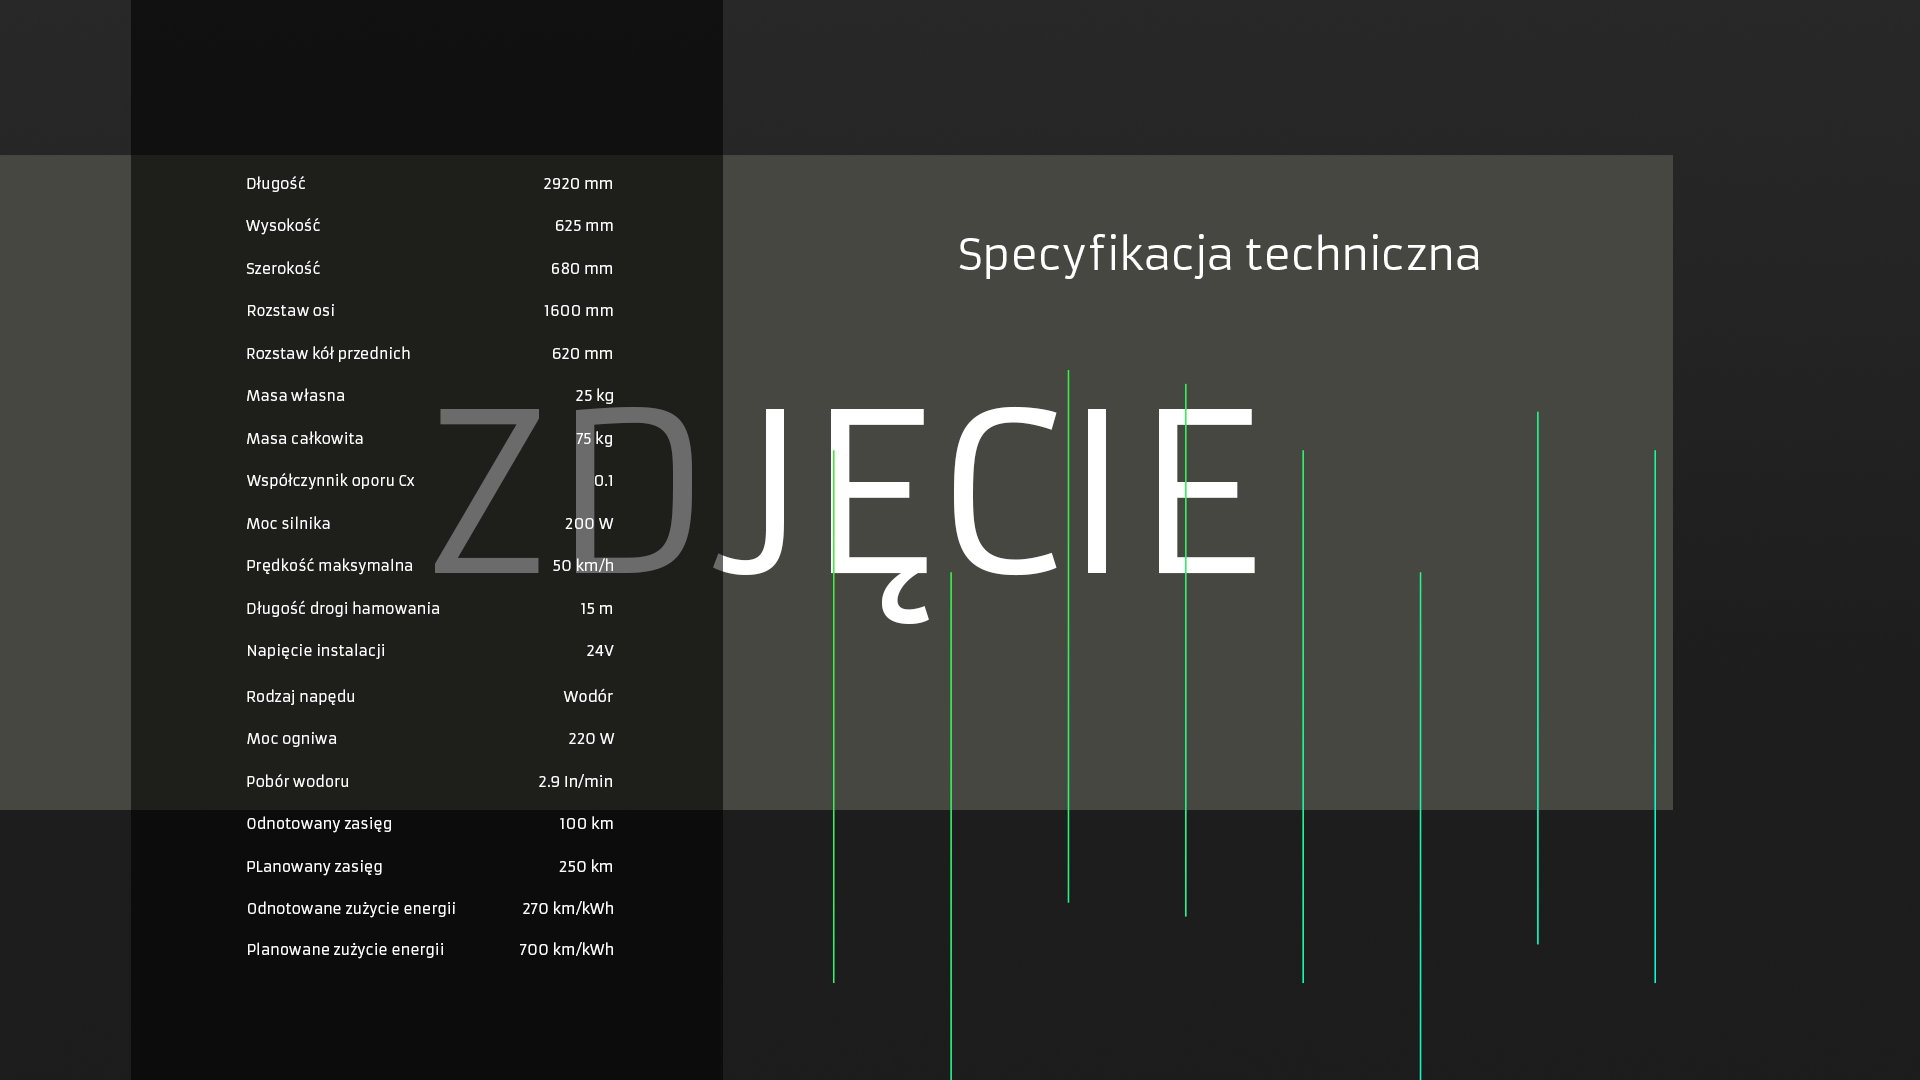 Długość 2920 mm
Wysokość 625 mm
Szerokość 680 mm
Rozstaw osi 1600 mm
Rozstaw kół przednich 620 mm
Masa własna 25 kg
Masa całkowita 75 kg
Współczynnik oporu Cx 0.1
Moc silnika 200 W
Prędkość maksymalna 50 km/h
Długość drogi hamowania 15 m
Napięcie instalacji 24V
Rodzaj napędu Wodór
Moc ogniwa 220 W
Pobór wodoru 2.9 In/min
Odnotowany zasięg 100 km
PLanowany zasięg 250 km
Odnotowane zużycie energii 270 km/kWh
Planowane zużycie energii 700 km/kWh
Specyfikacja techniczna
ZDJĘCIE